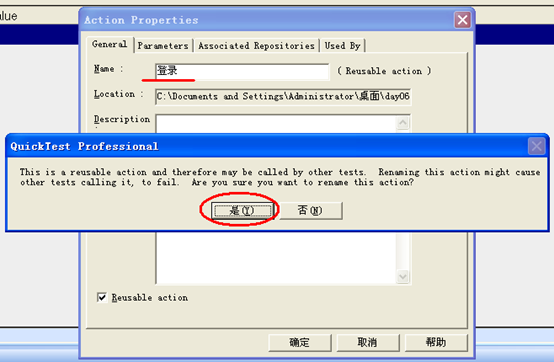 alue
Action Properties
General Parameters Associated Repositories Used By
Name : 登录 ( Reusable action )
Location : C:\Documents and Settings\Administrator\桌面\day06
Description
QuickTest Professional
This is a reusable action and therefore may be called by other tests. Renaming this action might cause
other tests calling it, to fail. Are you sure you want to rename this action?
是(Y) 否(N)
Reusable action
确定 取消 帮助